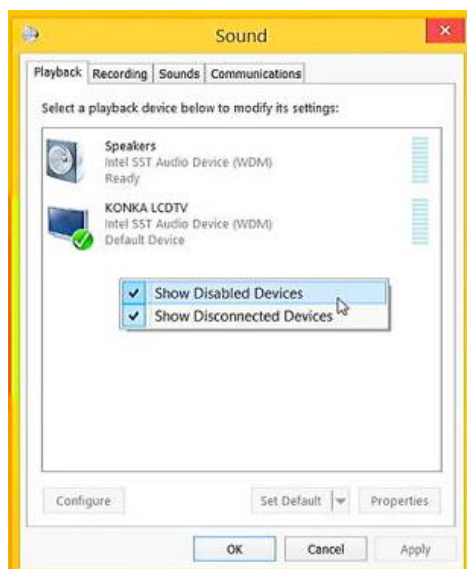 Sound
Playback Recording Sounds Communications
Select a playback device below to modify its settings:
Speakers
Intel SST Audio Device (WDM)
Ready
KONKA LCDTV
Intel SST Audio Device (WDM)
Default Device
Show Disabled Devices
Show Disconnected Devices
Configure Set Default Properties
OK Cancel Apply